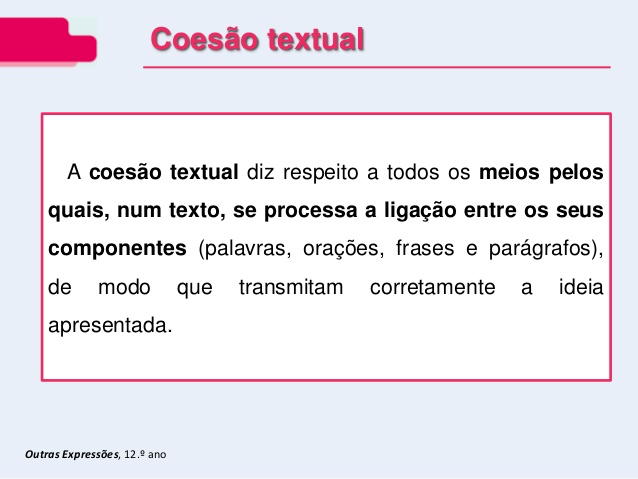 Coesão textual
A coesão textual diz respeito a todos os meios pelos
quais, num texto, se processa a ligação entre os seus
componentes (palavras, orações, frases e parágrafos),
de modo que transmitam corretamente a ideia
apresentada.
Outras Expressões, 12.º ano